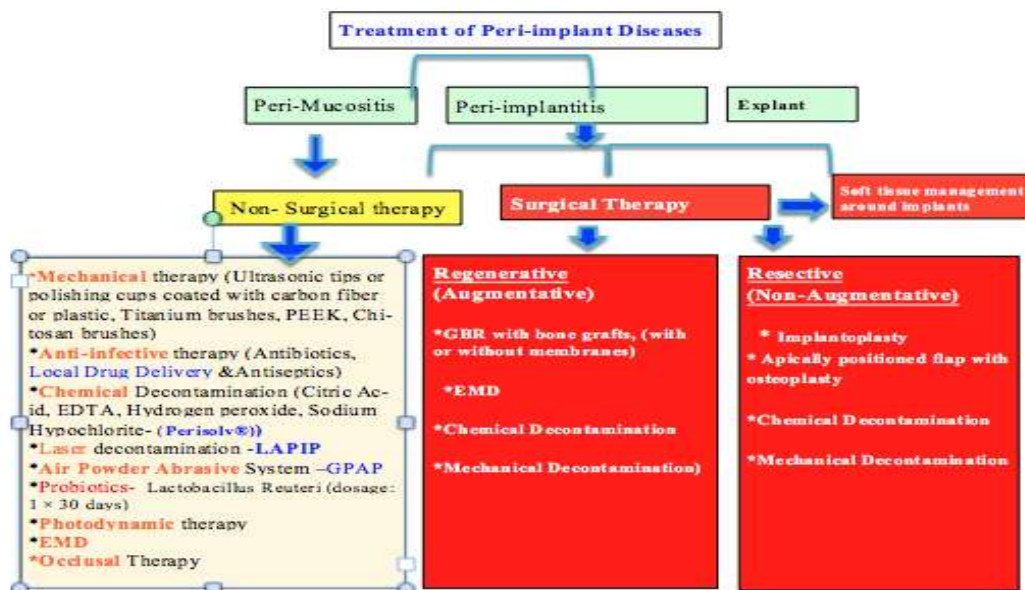 Treatment of Peri-implant Diseases
Peri-Mucositis
Peri-implantitis
Explant
Non- Surgical therapy
Surgical Therapy
Soft tissue management
around implants
*Mechanical therapy (Ultrasonic tips or
polishing cups coated with carbon fiber
or plastic, Titanium brushes, PEEK, Chi-
tosan brushes)
*Anti-infective therapy (Antibiotics,
Local Drug Delivery &Antiseptics)
*Chemical Decontamination (Citric Ac-
id, EDTA, Hydrogen peroxide, Sodium
Hypochlorite- (Perisolv®))
*Laser decontamination -LAPIP
*Air Powder Abrasive System –GPAP
*Probiotics- Lactobacillus Reuteri (dosage:
1 × 30 days)
*Photodynamic therapy
*EMD
*Occlusal Therapy
Regenerative
(Augmentative)
*GBR with bone grafts, (with
or without membranes)
*EMD
*Chemical Decontamination
*Mechanical Decontamination)
Resective
(Non-Augmentative)
* Implantoplasty
* Apically positioned flap with
osteoplasty
*Chemical Decontamination
*Mechanical Decontamination